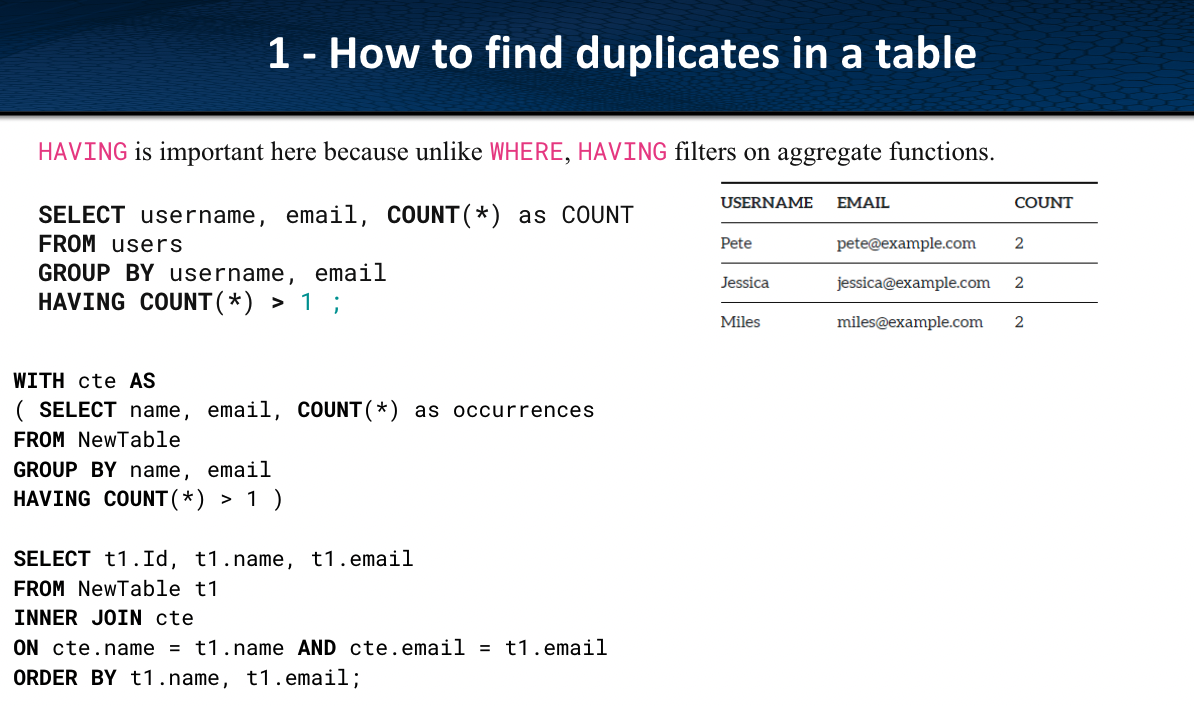 1 - How to find duplicates in a table
HAVING is important here because unlike WHERE, HAVING filters on aggregate functions.
SELECT username, email, COUNT(*) as COUNT
FROM users
GROUP BY username, email
HAVING COUNT(*) > 1 ;
USERNAME EMAIL COUNT
Pete pete@example.com 2
Jessica jessica@example.com 2
Miles miles@example.com 2
WITH cte AS
( SELECT name, email, COUNT(*) as occurrences
FROM NewTable
GROUP BY name, email
HAVING COUNT(*) > 1 )
SELECT t1.Id, t1.name, t1.email
FROM NewTable t1
INNER JOIN cte
ON cte.name = t1.name AND cte.email = t1.email
ORDER BY t1.name, t1.email;